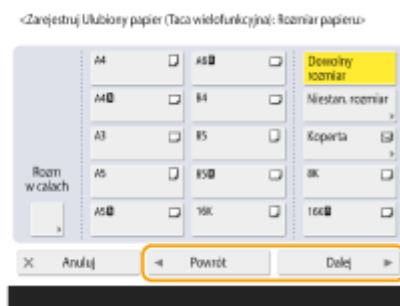 <Zarejestruj Ulubiony papier (Taca wielofunkcyjna): Rozmiar papieru>
A4
A6R
Dowolny rozmiar
A4R
B4
Niestan. rozmiar
A3
B5
Koperta
Rozm w calach
A5
B5R
8K
A5R
16K
16KR
Anuluj
Powrót
Dalej